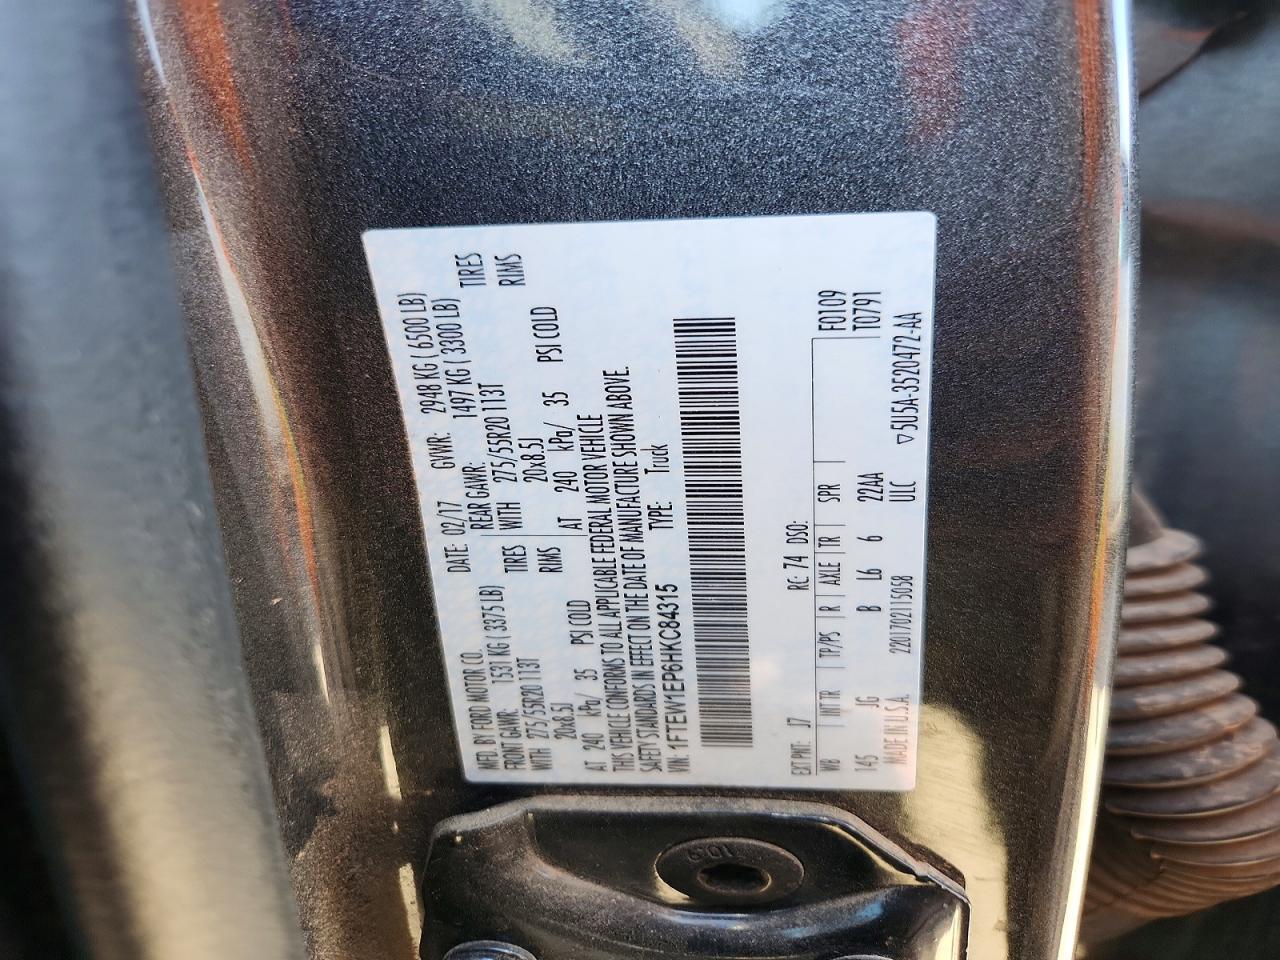 MFD. BY FORD MOTOR CO.
DATE: 02/17 GVWR: 2948 KG ( 6500 LB)
FRONT GAWR: 1531 KG ( 3375 LB) REAR GAWR: 1497 KG ( 3300 LB)
WITH 275/55R20 113T TIRES WITH 275/55R20 113T TIRES
20x8.5J RIMS 20x8.5J RIMS
AT 240 kPa/ 35 PSI COLD AT 240 kPa/ 35 PSI COLD
THIS VEHICLE CONFORMS TO ALL APPLICABLE FEDERAL MOTOR VEHICLE
SAFETY STANDARDS IN EFFECT ON THE DATE OF MANUFACTURE SHOWN ABOVE.
VIN: 1FTEW1EP6HKC84315 TYPE: Truck
EXT PNT: J7 RC: 74 DSO:
WB INT TR TP/PS R AXLE TR SPR F0109
145 JG B L6 6 22AA T0791
MADE IN U.S.A. 2201702115058 ULC ▽5U5A-3520472-AA
10.9